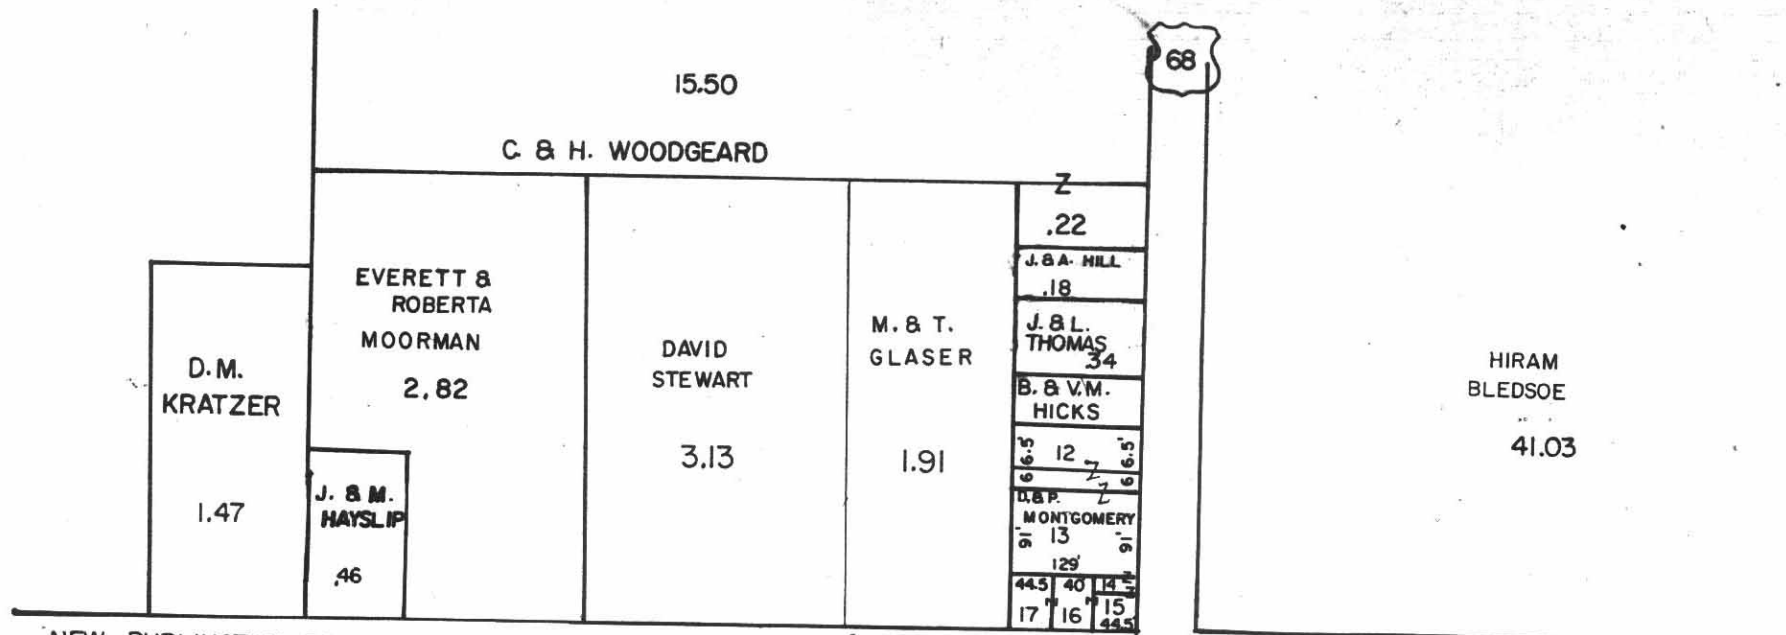 68
15.50
C. & H. WOODGEARD
Z
.22
J. & A. HILL
.18
J. & L.
THOMAS
.34
B. & V.M.
HICKS
66.5'
12
66.5'
Z
Z
D. & P.
MONTGOMERY
91'
13
91'
129'
44.5
40
14
17
16
15
44.5
EVERETT &
ROBERTA
MOORMAN
2.82
DAVID
STEWART
3.13
M. & T.
GLASER
1.91
D.M.
KRATZER
1.47
J. & M.
HAYSLIP
.46
HIRAM
BLEDSOE
41.03
NEW